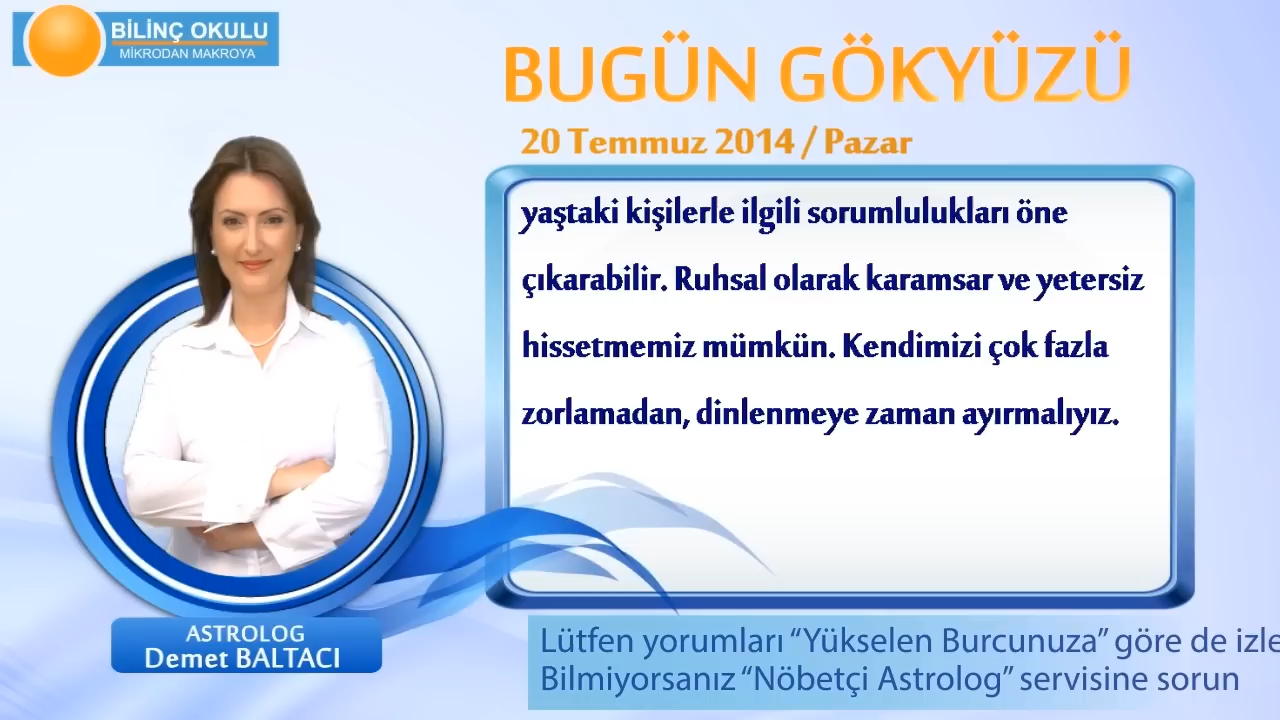 BİLİNÇ OKULU
MİKRODAN MAKROYA
BUGÜN GÖKYÜZÜ
20 Temmuz 2014 / Pazar
yaştaki kişilerle ilgili sorumlulukları öne
çıkarabilir. Ruhsal olarak karamsar ve yetersiz
hissetmemiz mümkün. Kendimizi çok fazla
zorlamadan, dinlenmeye zaman ayırmalıyız.
ASTROLOG
Demet BALTACI
Lütfen yorumları “Yükselen Burcunuza” göre de izle
Bilmiyorsanız “Nöbetçi Astrolog” servisine sorun